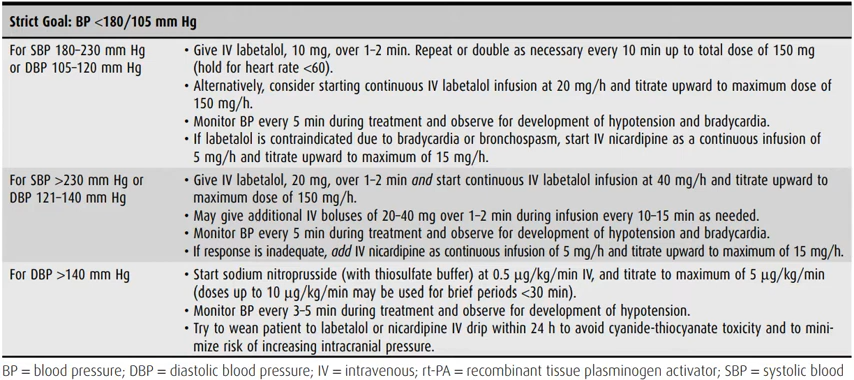 Strict Goal: BP <180/105 mm Hg
For SBP 180–230 mm Hg
or DBP 105–120 mm Hg
• Give IV labetalol, 10 mg, over 1–2 min. Repeat or double as necessary every 10 min up to total dose of 150 mg
(hold for heart rate <60).
• Alternatively, consider starting continuous IV labetalol infusion at 20 mg/h and titrate upward to maximum dose of
150 mg/h.
• Monitor BP every 5 min during treatment and observe for development of hypotension and bradycardia.
• If labetalol is contraindicated due to bradycardia or bronchospasm, start IV nicardipine as a continuous infusion of
5 mg/h and titrate upward to maximum of 15 mg/h.
For SBP >230 mm Hg or
DBP 121–140 mm Hg
• Give IV labetalol, 20 mg, over 1–2 min and start continuous IV labetalol infusion at 40 mg/h and titrate upward to
maximum dose of 150 mg/h.
• May give additional IV boluses of 20–40 mg over 1–2 min during infusion every 10–15 min as needed.
• Monitor BP every 5 min during treatment and observe for development of hypotension and bradycardia.
• If response is inadequate, add IV nicardipine as continuous infusion of 5 mg/h and titrate upward to maximum of 15 mg/h.
For DBP >140 mm Hg
• Start sodium nitroprusside (with thiosulfate buffer) at 0.5 µg/kg/min IV, and titrate to maximum of 5 µg/kg/min
(doses up to 10 µg/kg/min may be used for brief periods <30 min).
• Monitor BP every 3–5 min during treatment and observe for development of hypotension.
• Try to wean patient to labetalol or nicardipine IV drip within 24 h to avoid cyanide-thiocyanate toxicity and to mini-
mize risk of increasing intracranial pressure.
BP = blood pressure; DBP = diastolic blood pressure; IV = intravenous; rt-PA = recombinant tissue plasminogen activator; SBP = systolic blood